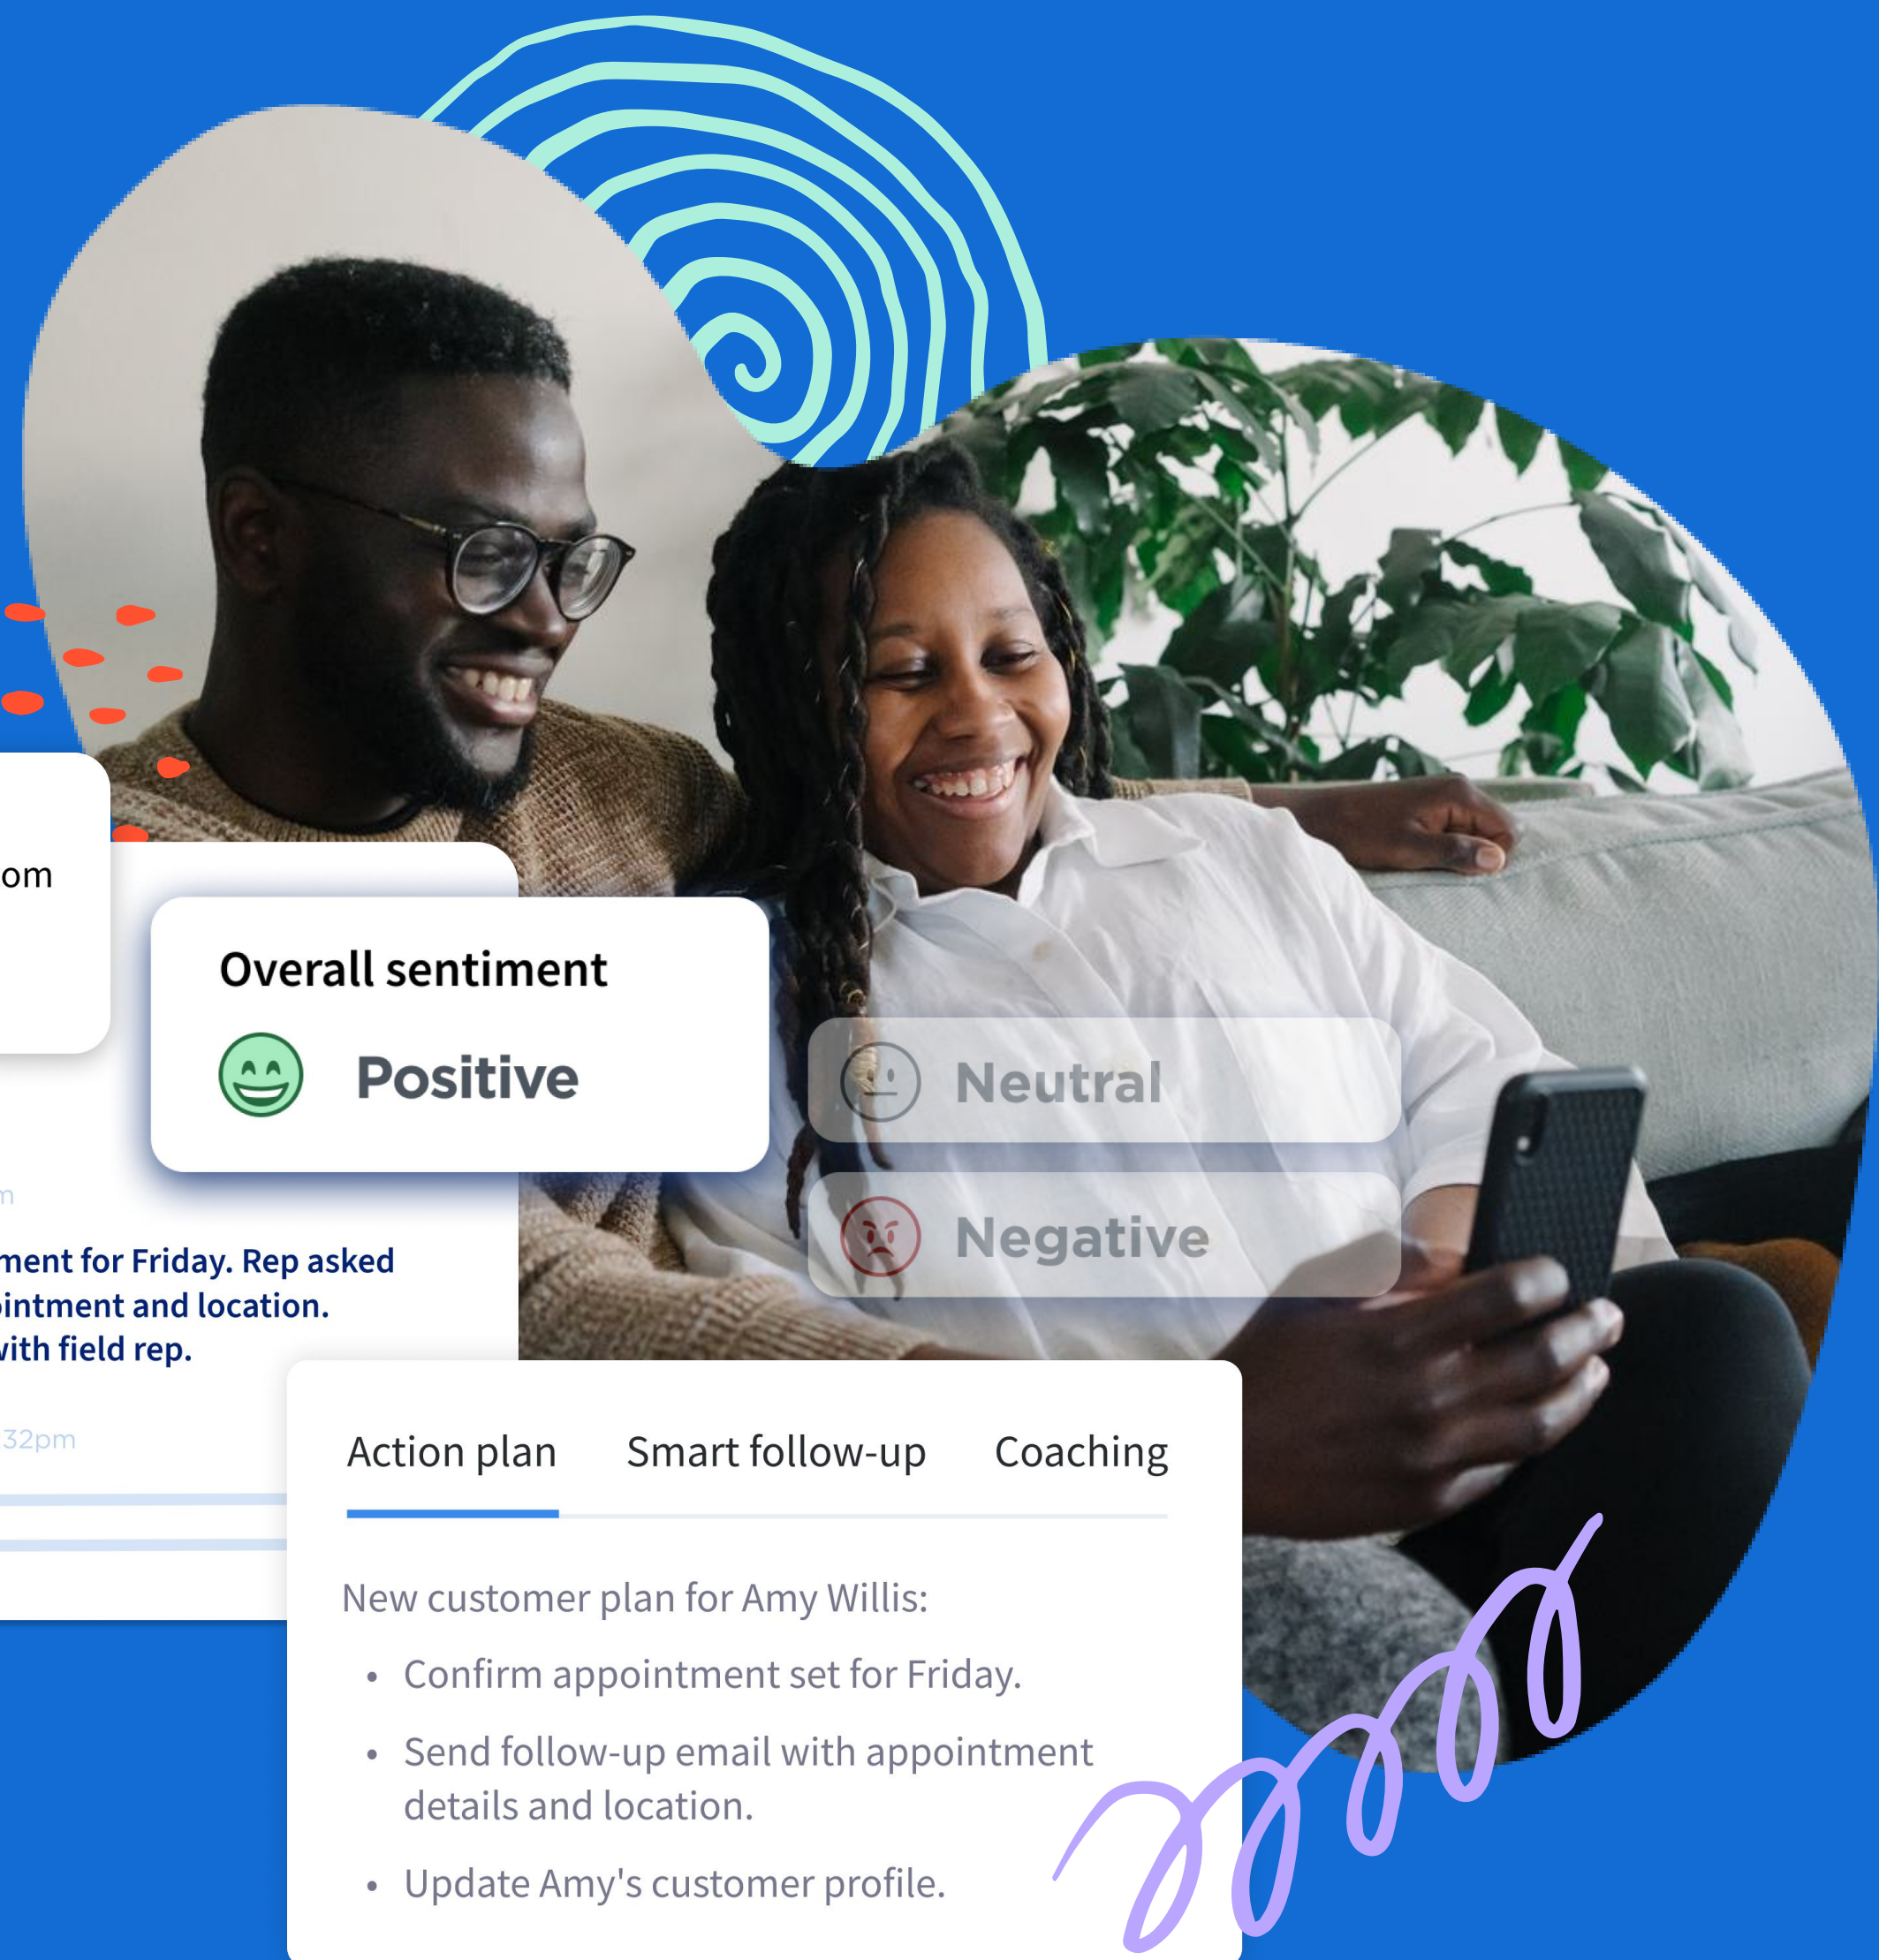 om
Overall sentiment
Positive
Neutral
Negative
ment for Friday. Rep asked
ointment and location.
with field rep.
32pm
Action plan Smart follow-up Coaching
New customer plan for Amy Willis:
• Confirm appointment set for Friday.
• Send follow-up email with appointment
details and location.
• Update Amy's customer profile.